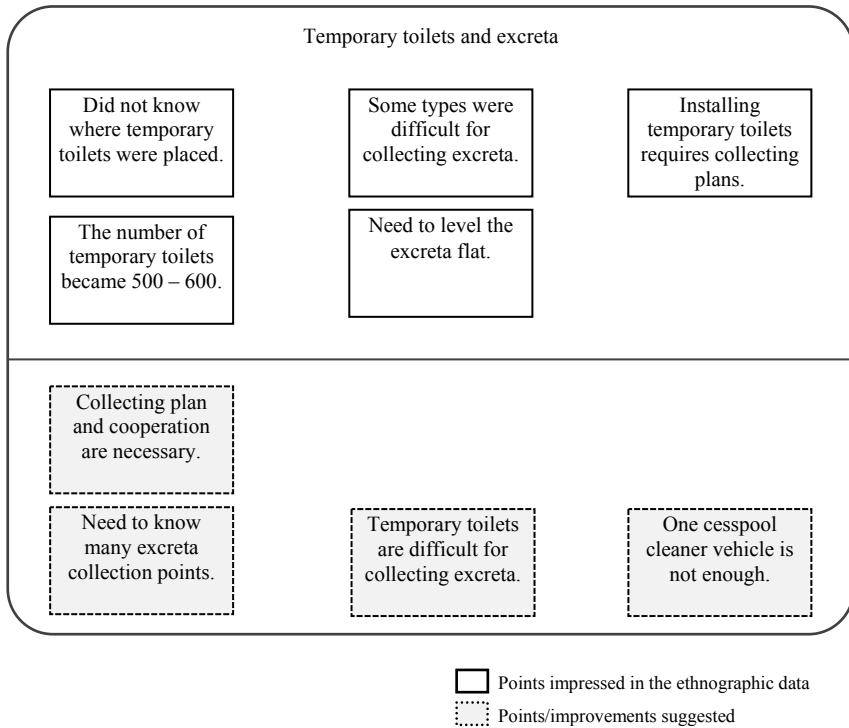 Temporary toilets and excreta
Did not know
where temporary
toilets were placed.
Some types were
difficult for
collecting excreta.
Installing
temporary toilets
requires collecting
plans.
The number of
temporary toilets
became 500 – 600.
Need to level the
excreta flat.
Collecting plan
and cooperation
are necessary.
Need to know
many excreta
collection points.
Temporary toilets
are difficult for
collecting excreta.
One cesspool
cleaner vehicle is
not enough.
Points impressed in the ethnographic data
Points/improvements suggested